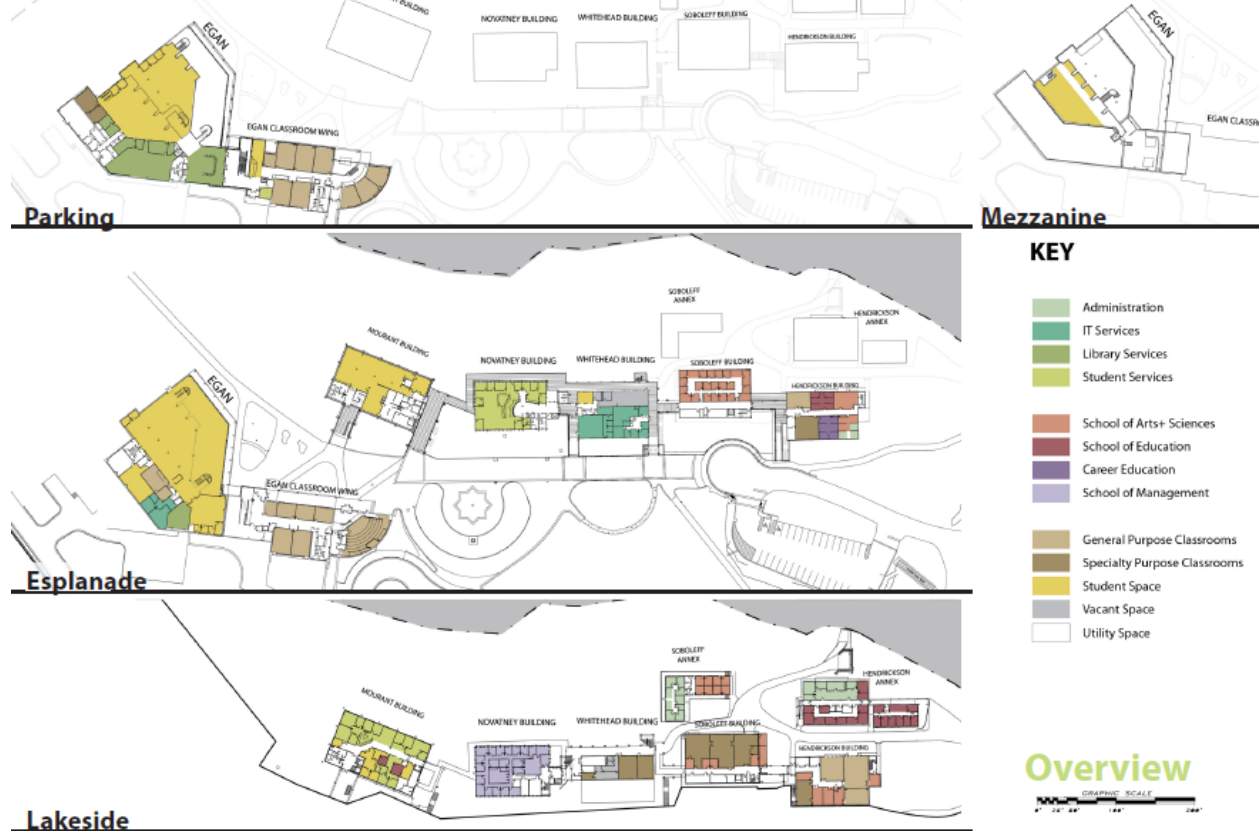 BUILDING
NOVATNEY BUILDING
WHITEHEAD BUILDING
SOBOLEFF BUILDING
HENDRICKSON BUILDING
EGAN
EGAN CLASSROOM WING
Parking
EGAN
EGAN CLASSR
Mezzanine
SOBOLEFF
ANNEX
HENDRICKSON
ANNEX
MOURANT BUILDING
NOVATNEY BUILDING
WHITEHEAD BUILDING
SOBOLEFF BUILDING
HENDRICKSON BUILDING
EGAN
EGAN CLASSROOM WING
Esplanade
SOBOLEFF
ANNEX
HENDRICKSON
ANNEX
MOURANT BUILDING
NOVATNEY BUILDING
WHITEHEAD BUILDING
SOBOLEFF BUILDING
HENDRICKSON BUILDING
Lakeside
KEY
Administration
IT Services
Library Services
Student Services
School of Arts+ Sciences
School of Education
Career Education
School of Management
General Purpose Classrooms
Specialty Purpose Classrooms
Student Space
Vacant Space
Utility Space
Overview
GRAPHIC SCALE
0' 100' 200'